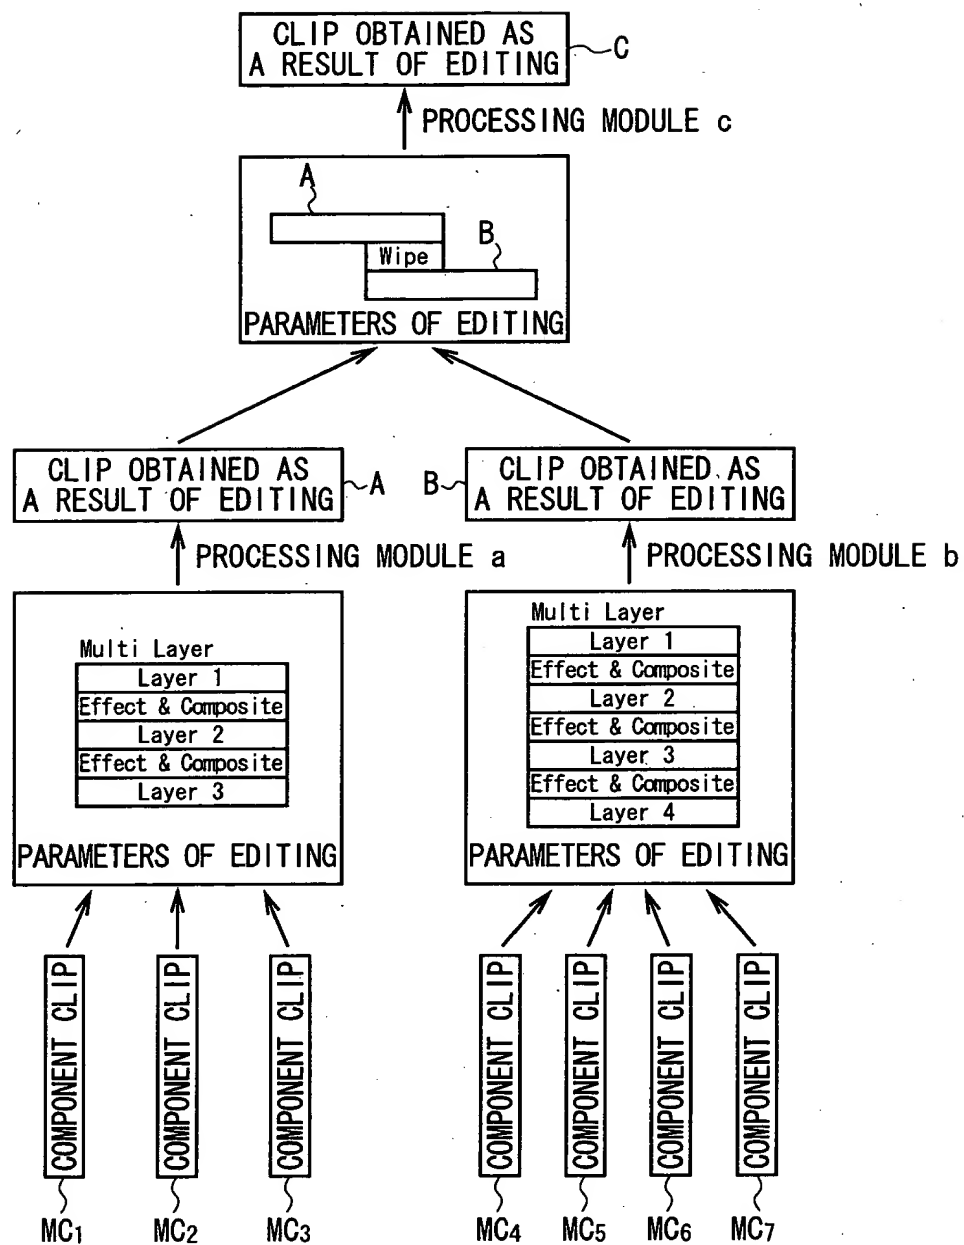 CLIP OBTAINED AS
A RESULT OF EDITING
C
PROCESSING MODULE c
A
B
Wipe
PARAMETERS OF EDITING
CLIP OBTAINED AS
A RESULT OF EDITING
A
B
CLIP OBTAINED AS
A RESULT OF EDITING
PROCESSING MODULE a
PROCESSING MODULE b
Multi Layer
Layer 1
Effect & Composite
Layer 2
Effect & Composite
Layer 3
PARAMETERS OF EDITING
Multi Layer
Layer 1
Effect & Composite
Layer 2
Effect & Composite
Layer 3
Effect & Composite
Layer 4
PARAMETERS OF EDITING
COMPONENT CLIP
COMPONENT CLIP
COMPONENT CLIP
COMPONENT CLIP
COMPONENT CLIP
COMPONENT CLIP
COMPONENT CLIP
MC1
MC2
MC3
MC4
MC5
MC6
MC7